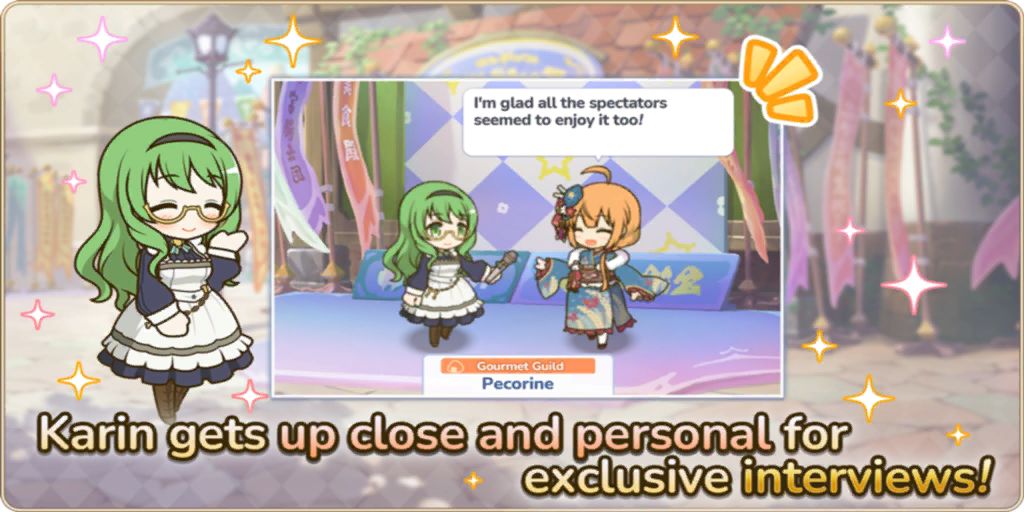 I'm glad all the spectators
seemed to enjoy it too!
Gourmet Guild
Pecorine
Karin gets up close and personal for
exclusive interviews!